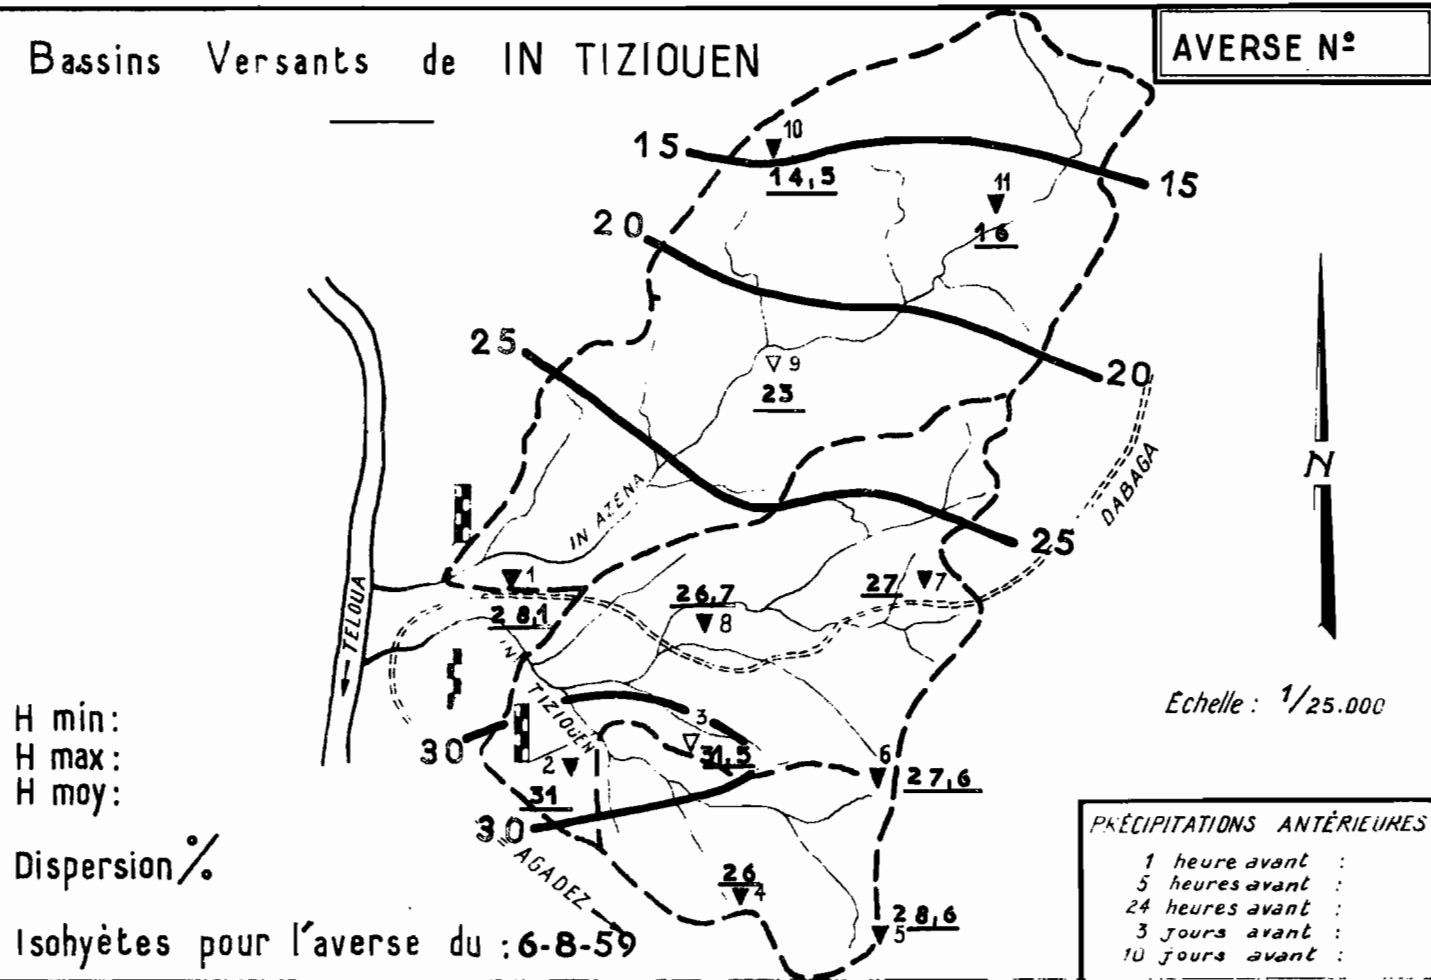 Bassins Versants de IN TIZIOUEN
AVERSE Nº
15
10
14,5
15
11
16
20
9
23
20
25
25
IN AZENA
DABAGA
N
TELOUA
1
28,1
26,7
8
27
7
IN TIZIOUEN
30
3
31,5
2
31
6
27,6
30
AGADEZ
26
4
28,6
5
Echelle : 1/25.000
H min:
H max:
H moy:
Dispersion %
Isohyètes pour l'averse du : 6-8-59
PRÉCIPITATIONS ANTÉRIEURES
1 heure avant :
5 heures avant :
24 heures avant :
3 jours avant :
10 jours avant :